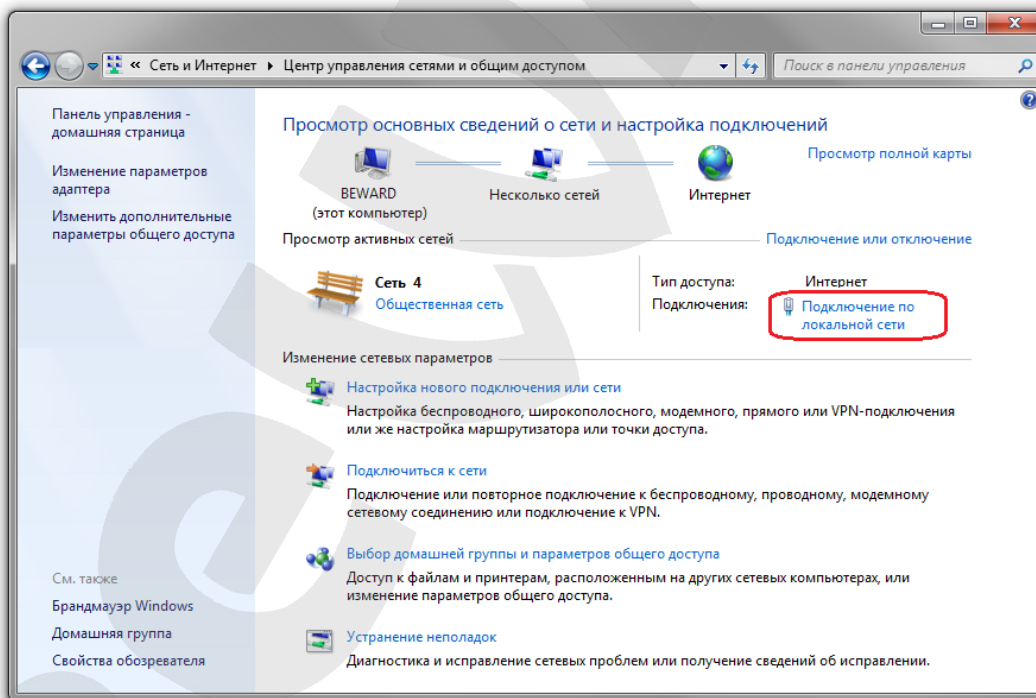 « Сеть и Интернет ▸ Центр управления сетями и общим доступом
Поиск в панели управления
Панель управления -
домашняя страница
Изменение параметров
адаптера
Изменить дополнительные
параметры общего доступа
См. также
Брандмауэр Windows
Домашняя группа
Свойства обозревателя
Просмотр основных сведений о сети и настройка подключений
Просмотр полной карты
BEWARD
(этот компьютер)
Несколько сетей
Интернет
Просмотр активных сетей
Подключение или отключение
Сеть 4
Общественная сеть
Тип доступа: Интернет
Подключения: Подключение по
локальной сети
Изменение сетевых параметров
Настройка нового подключения или сети
Настройка беспроводного, широкополосного, модемного, прямого или VPN-подключения
или же настройка маршрутизатора или точки доступа.
Подключиться к сети
Подключение или повторное подключение к беспроводному, проводному, модемному
сетевому соединению или подключение к VPN.
Выбор домашней группы и параметров общего доступа
Доступ к файлам и принтерам, расположенным на других сетевых компьютерах, или
изменение параметров общего доступа.
Устранение неполадок
Диагностика и исправление сетевых проблем или получение сведений об исправлении.